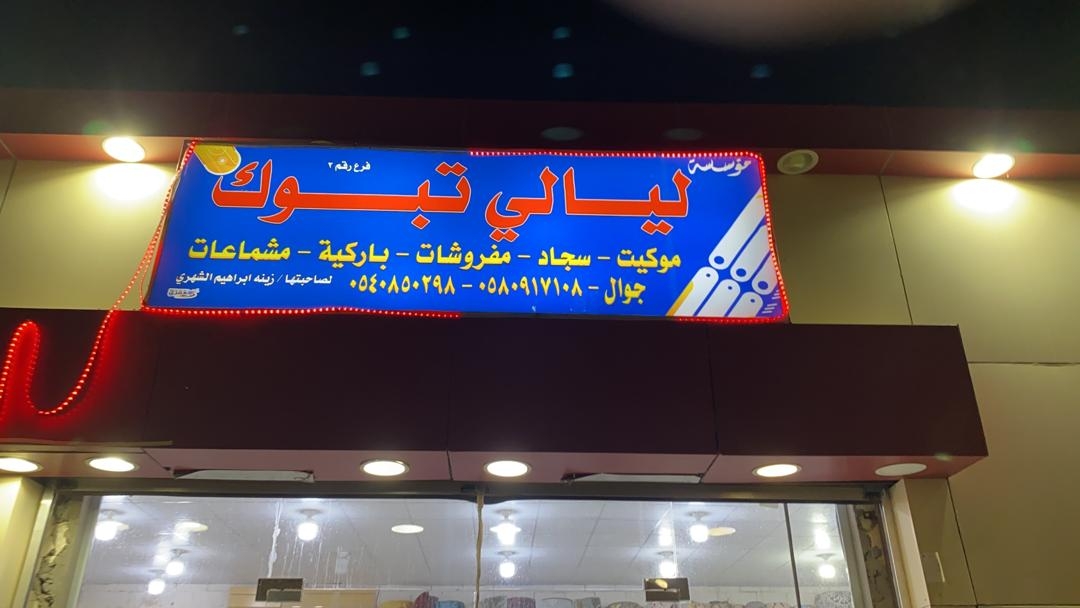 مؤسسة
ليالي تبوك
فرع رقم ٢
موكيت - سجاد - مفروشات - باركية - مشماعات
جوال - ٠٥٨٠٩١٧١٠٨ - ٠٥٤٠٨٥٠٢٩٨
لصاحبتها / زينه ابراهيم الشهري